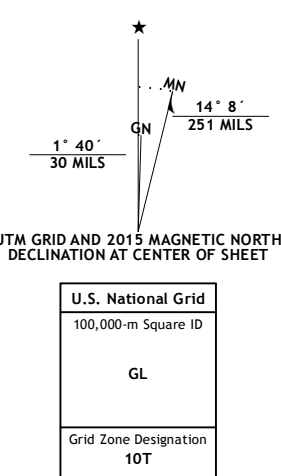 ★
MN
GN
14° 8´
251 MILS
1° 40´
30 MILS
UTM GRID AND 2015 MAGNETIC NORTH
DECLINATION AT CENTER OF SHEET
U.S. National Grid
100,000-m Square ID
GL
Grid Zone Designation
10T